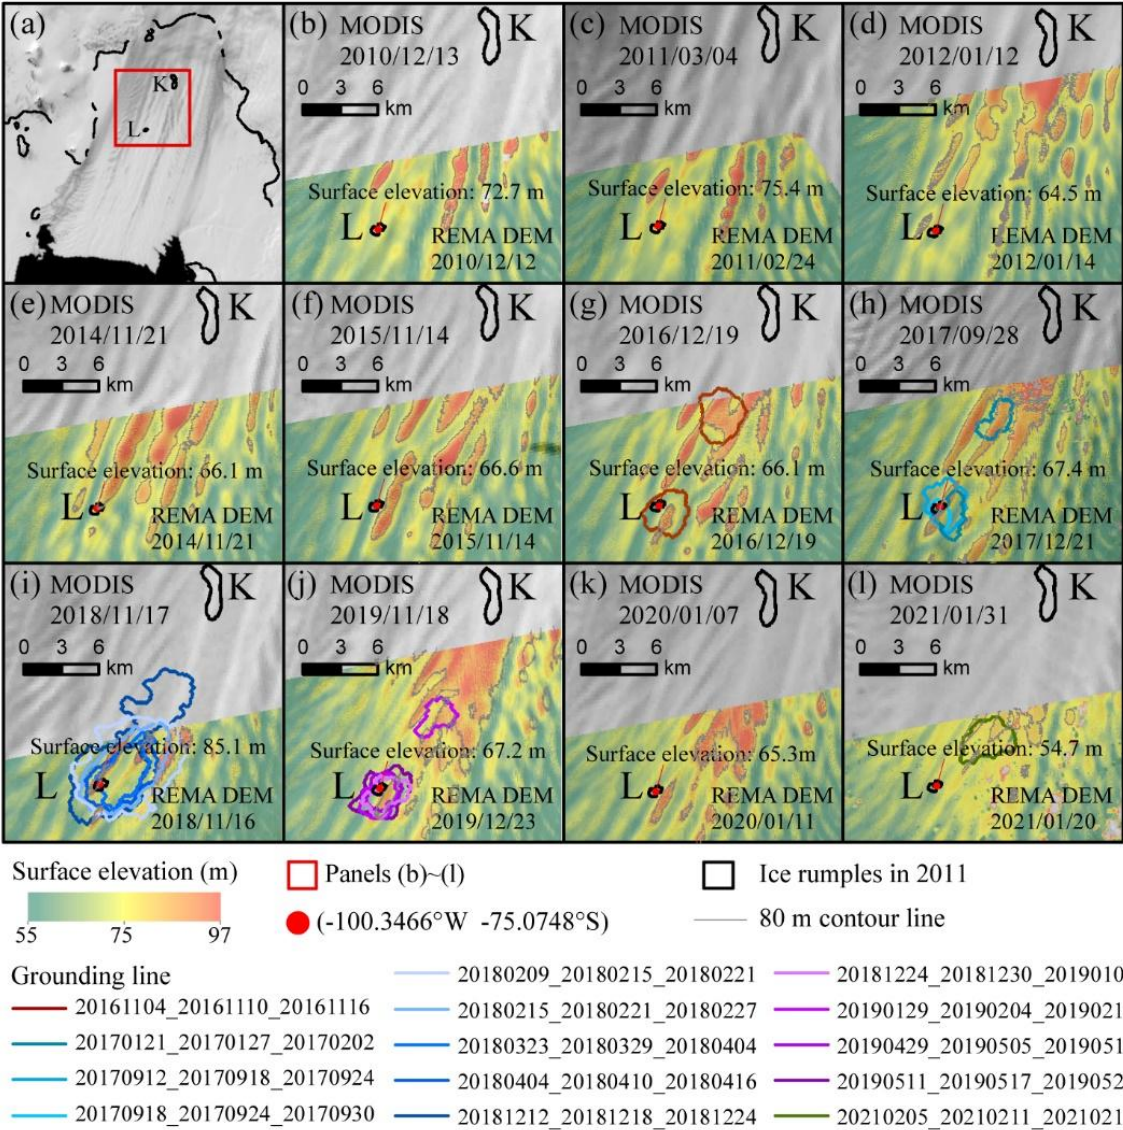 (a)
K
L
(b) MODIS K
2010/12/13
0 3 6
km
Surface elevation: 72.7 m
L REMA DEM
2010/12/12
(c) MODIS K
2011/03/04
0 3 6
km
Surface elevation: 75.4 m
L REMA DEM
2011/02/24
(d) MODIS K
2012/01/12
0 3 6
km
Surface elevation: 64.5 m
L REMA DEM
2012/01/14
(e) MODIS K
2014/11/21
0 3 6
km
Surface elevation: 66.1 m
L REMA DEM
2014/11/21
(f) MODIS K
2015/11/14
0 3 6
km
Surface elevation: 66.6 m
L REMA DEM
2015/11/14
(g) MODIS K
2016/12/19
0 3 6
km
Surface elevation: 66.1 m
L REMA DEM
2016/12/19
(h) MODIS K
2017/09/28
0 3 6
km
Surface elevation: 67.4 m
L REMA DEM
2017/12/21
(i) MODIS K
2018/11/17
0 3 6
km
Surface elevation: 85.1 m
L REMA DEM
2018/11/16
(j) MODIS K
2019/11/18
0 3 6
km
Surface elevation: 67.2 m
L REMA DEM
2019/12/23
(k) MODIS K
2020/01/07
0 3 6
km
Surface elevation: 65.3m
L REMA DEM
2020/01/11
(l) MODIS K
2021/01/31
0 3 6
km
Surface elevation: 54.7 m
L REMA DEM
2021/01/20
Surface elevation (m)
55 75 97
Panels (b)~(l)
Ice rumples in 2011
(-100.3466°W -75.0748°S)
80 m contour line
Grounding line
20161104_20161110_20161116
20170121_20170127_20170202
20170912_20170918_20170924
20170918_20170924_20170930
20180209_20180215_20180221
20180215_20180221_20180227
20180323_20180329_20180404
20180404_20180410_20180416
20181212_20181218_20181224
20181224_20181230_2019010
20190129_20190204_2019021
20190429_20190505_2019051
20190511_20190517_2019052
20210205_20210211_2021021